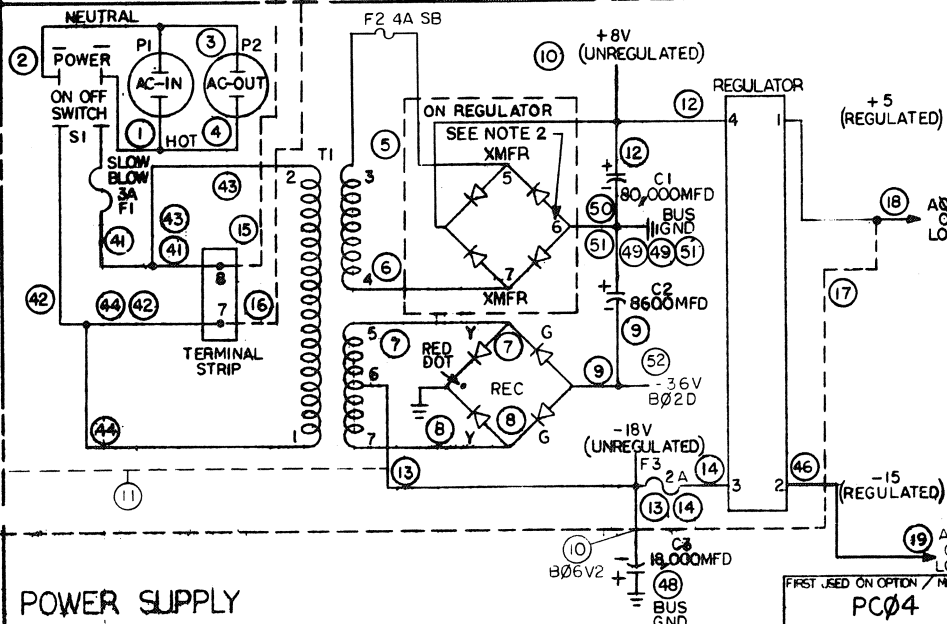 NEUTRAL
F2 4A SB
2
POWER
P1
3
P2
AC-IN
AC-OUT
ON OFF
SWITCH
S1
1
HOT
4
SLOW
BLOW
3A
F1
43
43
41
41
15
8
7
16
42
44
42
TERMINAL
STRIP
44
T1
2
1
5
3
4
6
ON REGULATOR
SEE NOTE 2
XMFR
5
6
7
XMFR
10
+8V
(UNREGULATED)
12
12
+
-
C1
80,000MFD
50
BUS
GND
51
49
49
51
+
-
C2
8600MFD
9
9
52
-36V
BØ2D
5
7
6
7
8
RED
DOT
Y
G
7
REC
8
Y
G
-18V
(UNREGULATED)
F3
2A
14
13
14
13
11
10
BØ6V2
-
+
C3
18,000MFD
48
BUS
GND
REGULATOR
4
1
3
2
+5
(REGULATED)
18
17
46
-15
(REGULATED)
19
POWER SUPPLY
FIRST USED ON OPTION / M
PCØ4